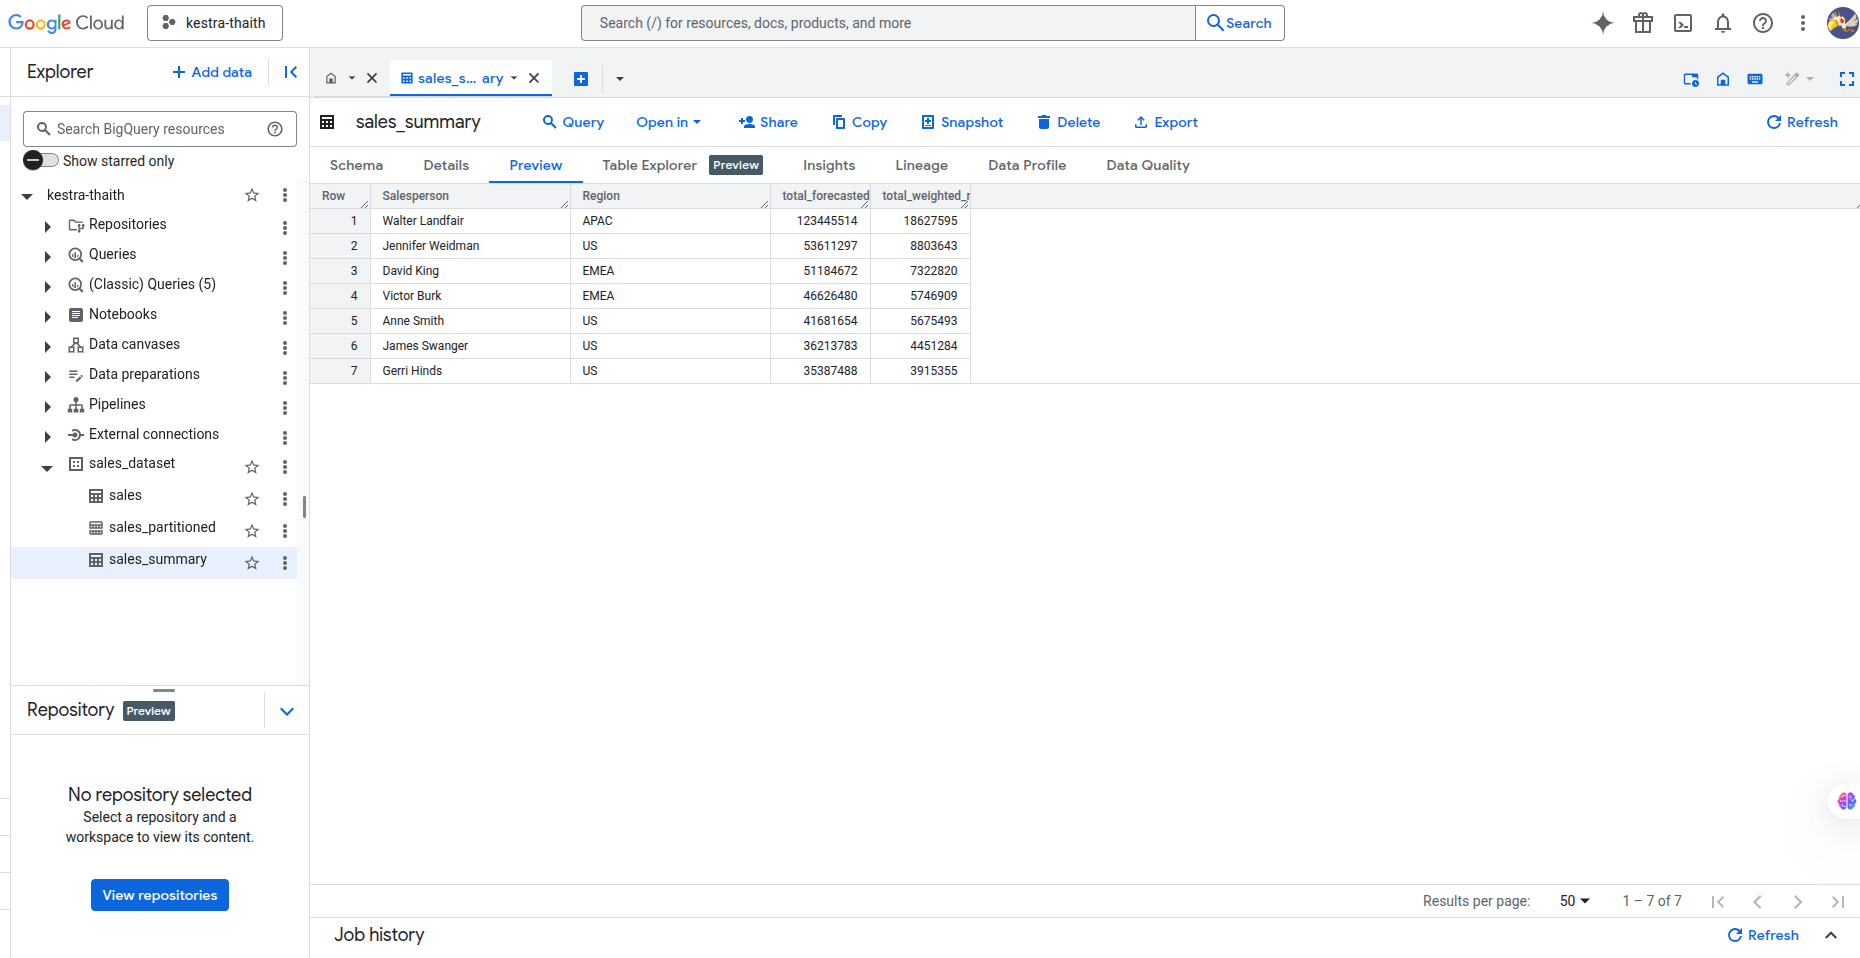 Google Cloud
kestra-thaith
Search (/) for resources, docs, products, and more
Search
Explorer
Add data
Search BigQuery resources
Show starred only
kestra-thaith
Repositories
Queries
(Classic) Queries (5)
Notebooks
Data canvases
Data preparations
Pipelines
External connections
sales_dataset
sales
sales_partitioned
sales_summary
Repository Preview
No repository selected
Select a repository and a
workspace to view its content.
View repositories
sales_s... ary
sales_summary
Query Open in Share Copy Snapshot Delete Export Refresh
Schema Details Preview Table Explorer Preview Insights Lineage Data Profile Data Quality
Row Salesperson Region total_forecasted total_weighted_r
1 Walter Landfair APAC 123445514 18627595
2 Jennifer Weidman US 53611297 8803643
3 David King EMEA 51184672 7322820
4 Victor Burk EMEA 46626480 5746909
5 Anne Smith US 41681654 5675493
6 James Swanger US 36213783 4451284
7 Gerri Hinds US 35387488 3915355
Results per page: 50 1 – 7 of 7
Job history Refresh